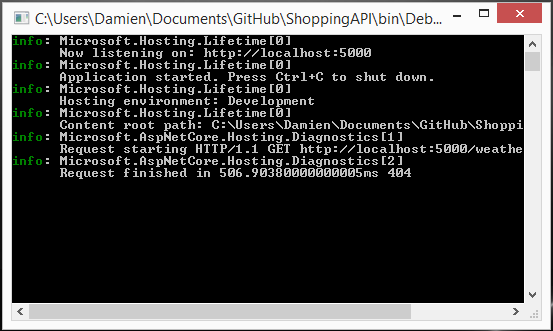 C:\Users\Damien\Documents\GitHub\ShoppingAPI\bin\Deb...
info: Microsoft.Hosting.Lifetime[0]
Now listening on: http://localhost:5000
info: Microsoft.Hosting.Lifetime[0]
Application started. Press Ctrl+C to shut down.
info: Microsoft.Hosting.Lifetime[0]
Hosting environment: Development
info: Microsoft.Hosting.Lifetime[0]
Content root path: C:\Users\Damien\Documents\GitHub\Shoppi
info: Microsoft.AspNetCore.Hosting.Diagnostics[1]
Request starting HTTP/1.1 GET http://localhost:5000/weathe
info: Microsoft.AspNetCore.Hosting.Diagnostics[2]
Request finished in 506.90380000000005ms 404